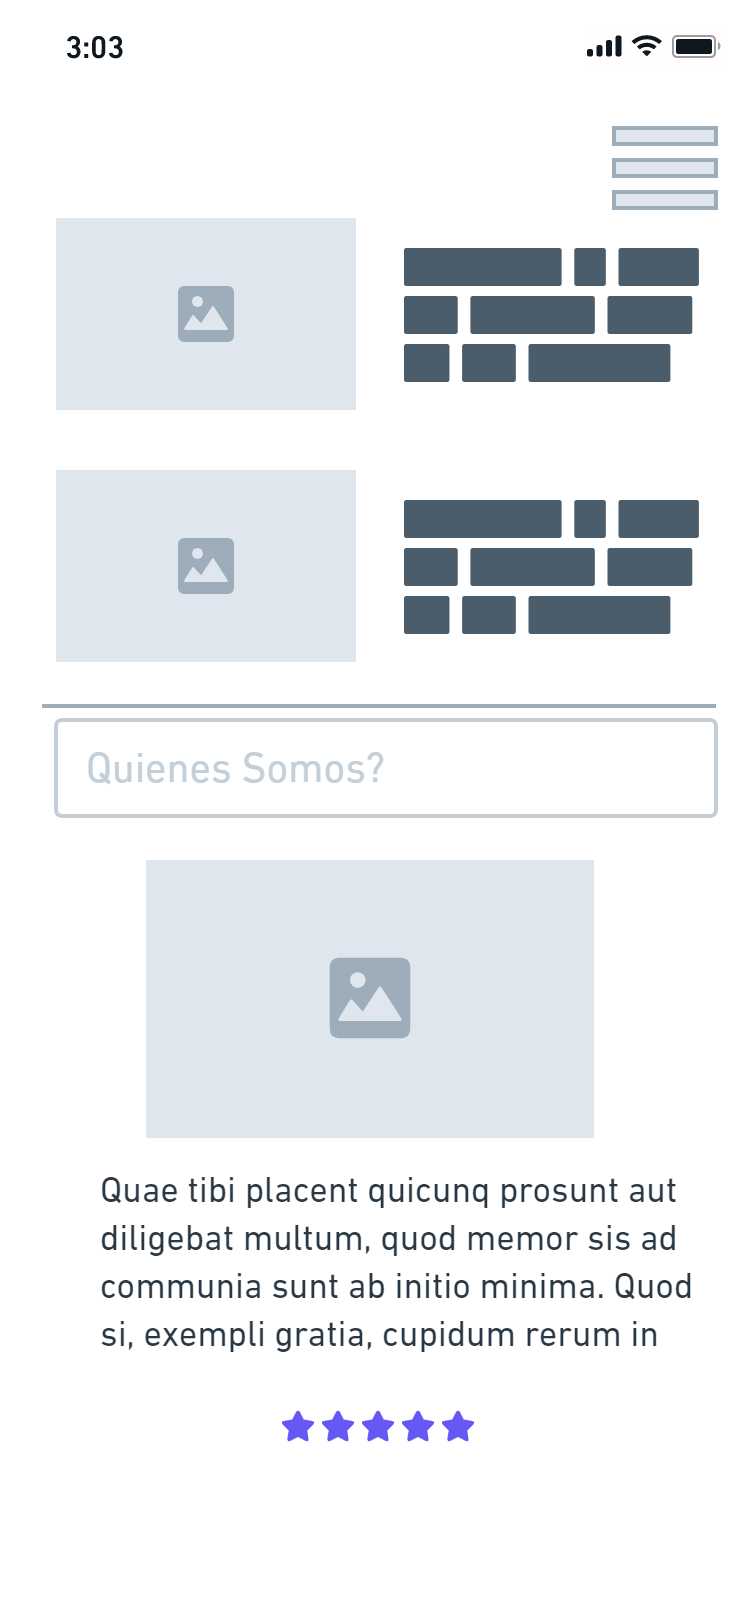 3:03
Quienes Somos?
Quae tibi placent quicunq prosunt aut
diligebat multum, quod memor sis ad
communia sunt ab initio minima. Quod
si, exempli gratia, cupidum rerum in